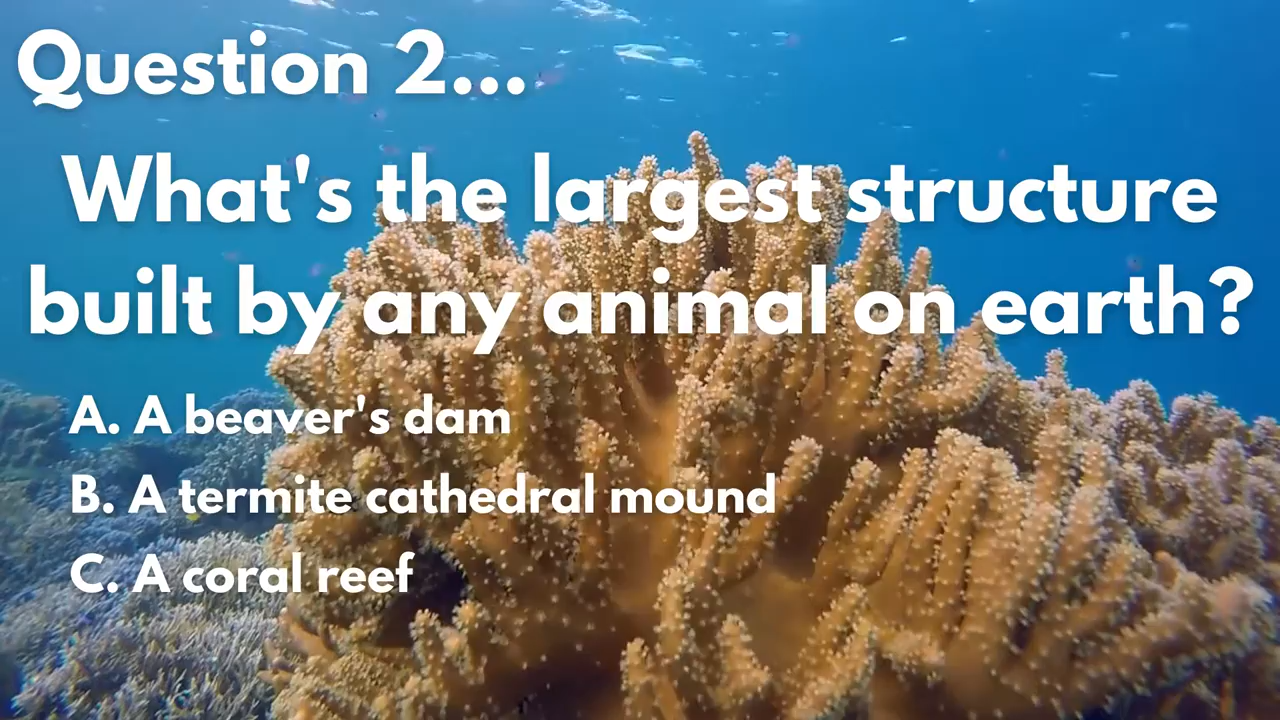 Question 2...
What's the largest structure
built by any animal on earth?
A. A beaver's dam
B. A termite cathedral mound
C. A coral reef